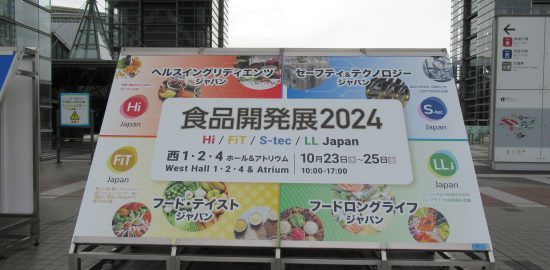 ヘルスイングリディエンツ
ジャパン
セーフティ&テクノロジー
ジャパン
Hi
Japan
S-tec
Japan
食品開発展2024
Hi / FiT / S-tec / LL Japan
西1・2・4ホール&アトリウム
10月23日㊌~25日㊎
West Hall 1・2・4 & Atrium
10:00-17:00
FiT
Japan
LLJ
Japan
フード・テイスト
ジャパン
フードロングライフ
ジャパン